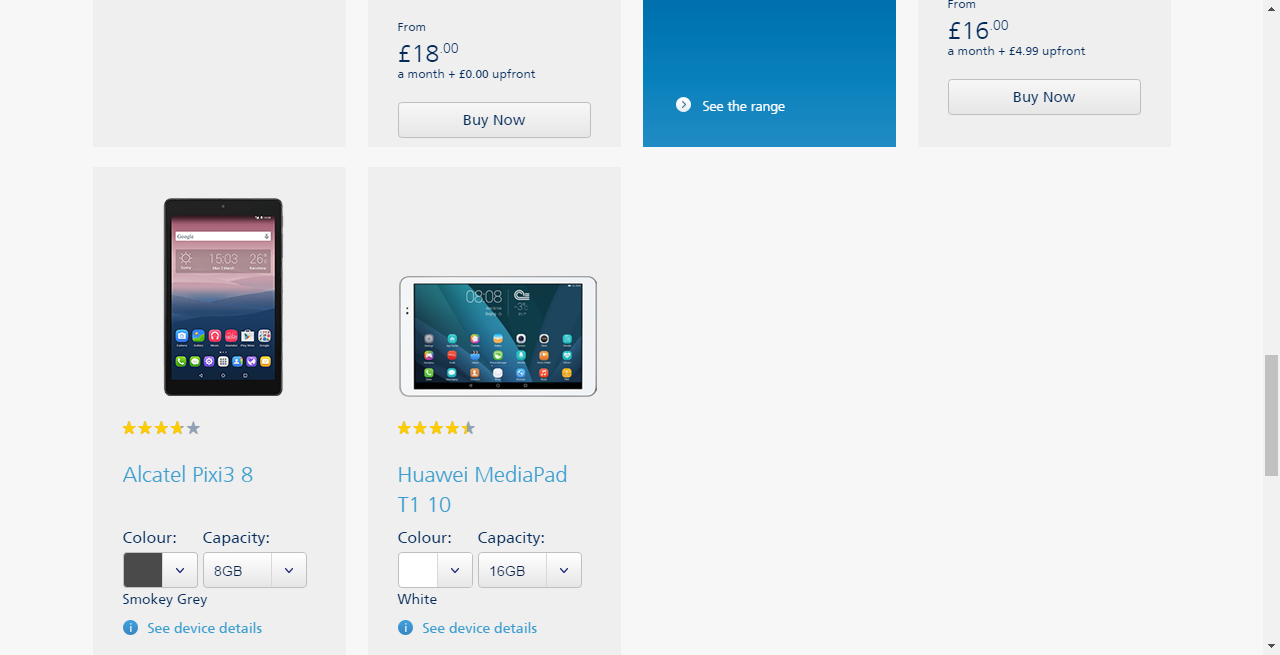 From
£18.00
a month + £0.00 upfront
Buy Now
See the range
From
£16.00
a month + £4.99 upfront
Buy Now
Google
15:03
26°
08:08
-3°C
Alcatel Pixi3 8
Colour:
Capacity:
8GB
Smokey Grey
See device details
Huawei MediaPad
T1 10
Colour:
Capacity:
16GB
White
See device details